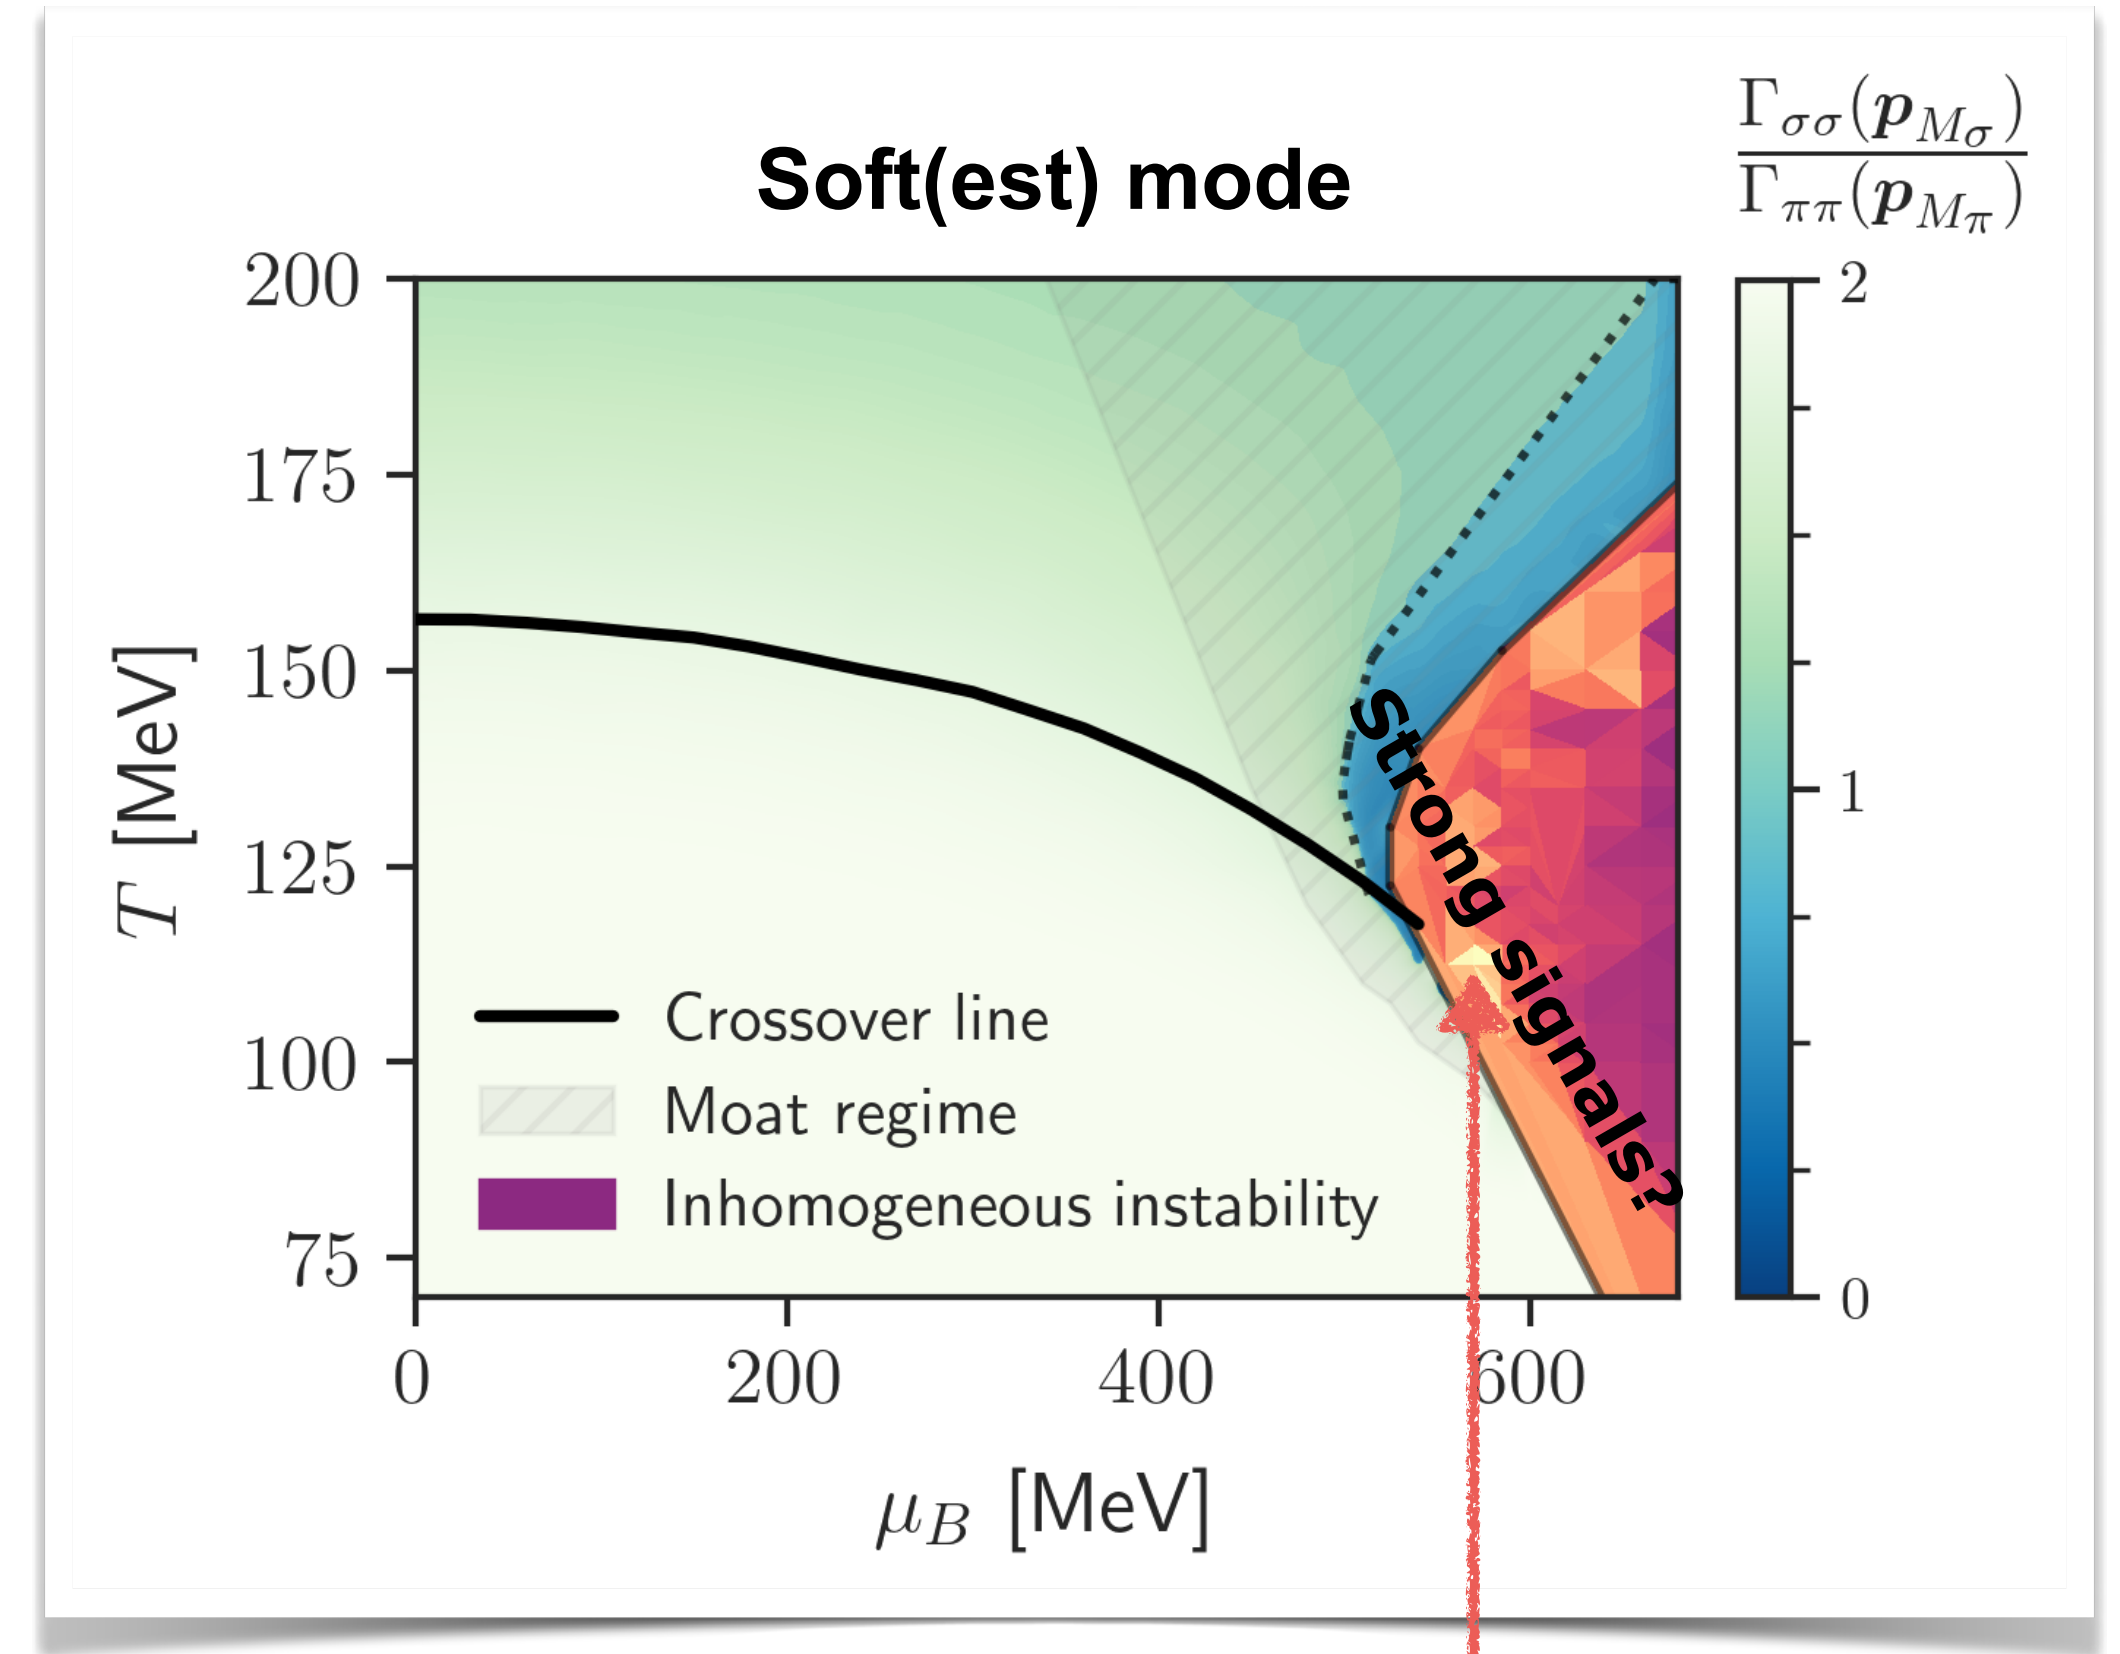 Γσσ(pMσ)
Γππ(pMπ)
Soft(est) mode
200
175
150
125
100
75
T [MeV]
2
1
0
Strong signals?
Crossover line
Moat regime
Inhomogeneous instability
0 200 400 600
μB [MeV]